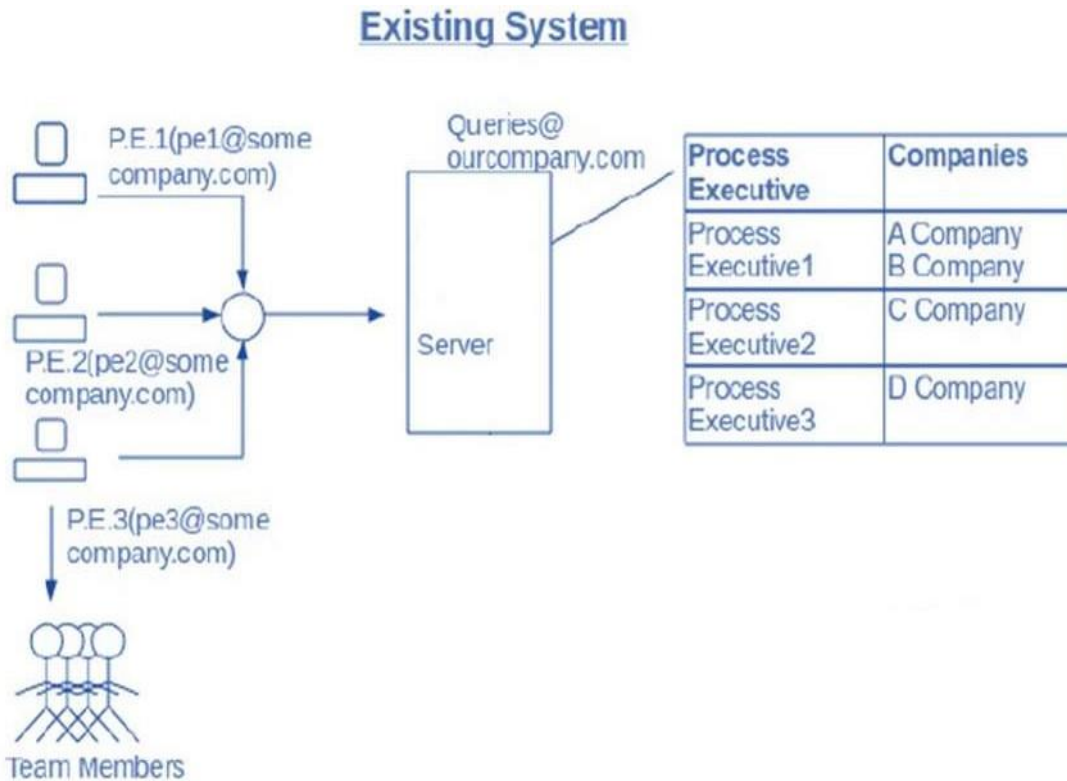 Existing System
P.E.1(pe1@some
company.com)
Queries@
ourcompany.com
P.E.2(pe2@some
company.com)
Server
P.E.3(pe3@some
company.com)
Team Members
Process
Executive
Companies
Process
Executive1
A Company
B Company
Process
Executive2
C Company
Process
Executive3
D Company